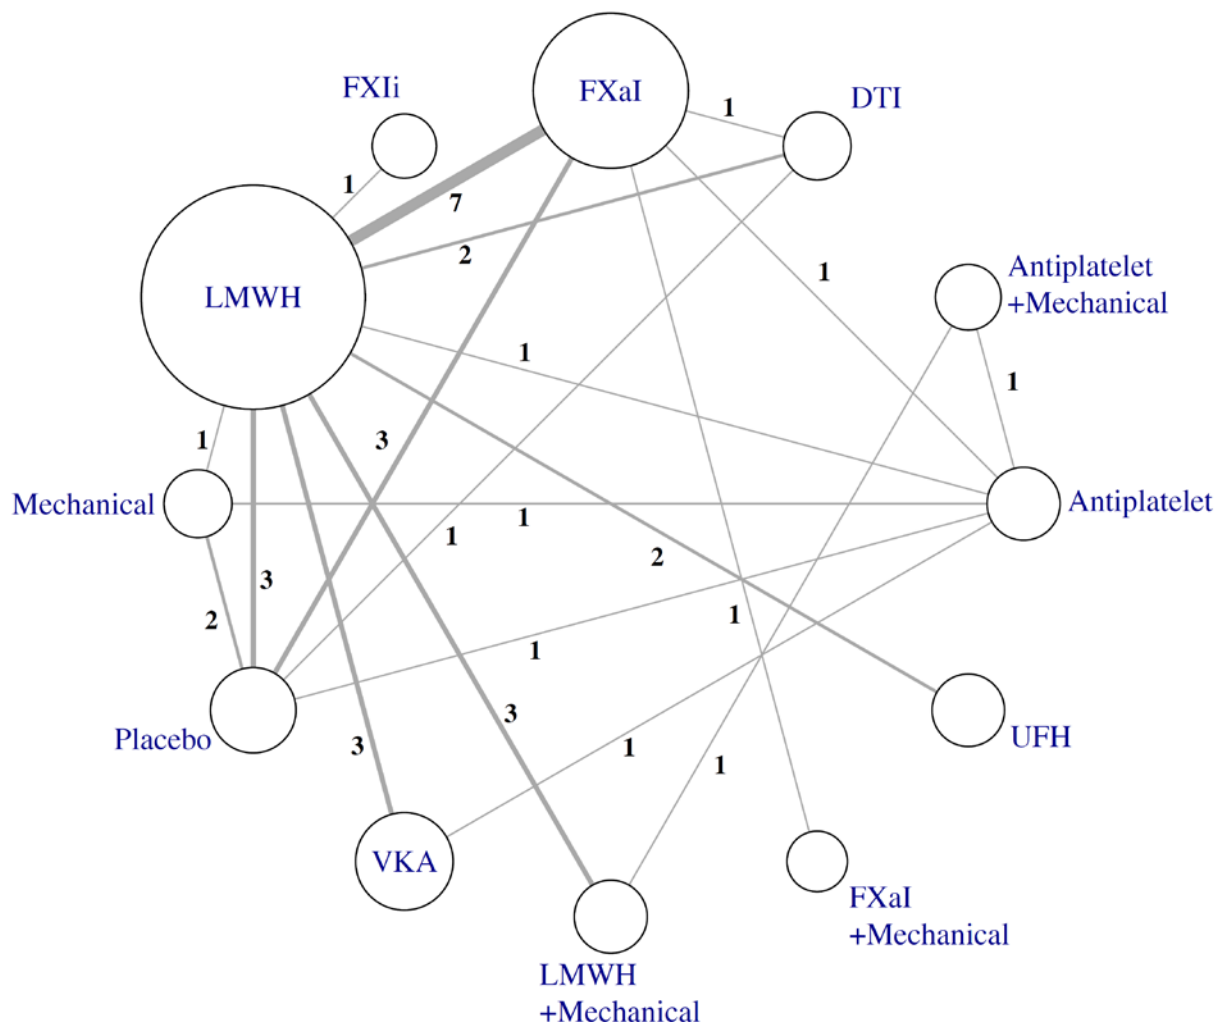 FXIi
FXaI
DTI
1
1
7
2
LMWH
1
Antiplatelet
+Mechanical
1
1
3
1
Mechanical
1
1
Antiplatelet
2
3
2
1
1
Placebo
3
3
1
1
UFH
VKA
FXaI
+Mechanical
LMWH
+Mechanical